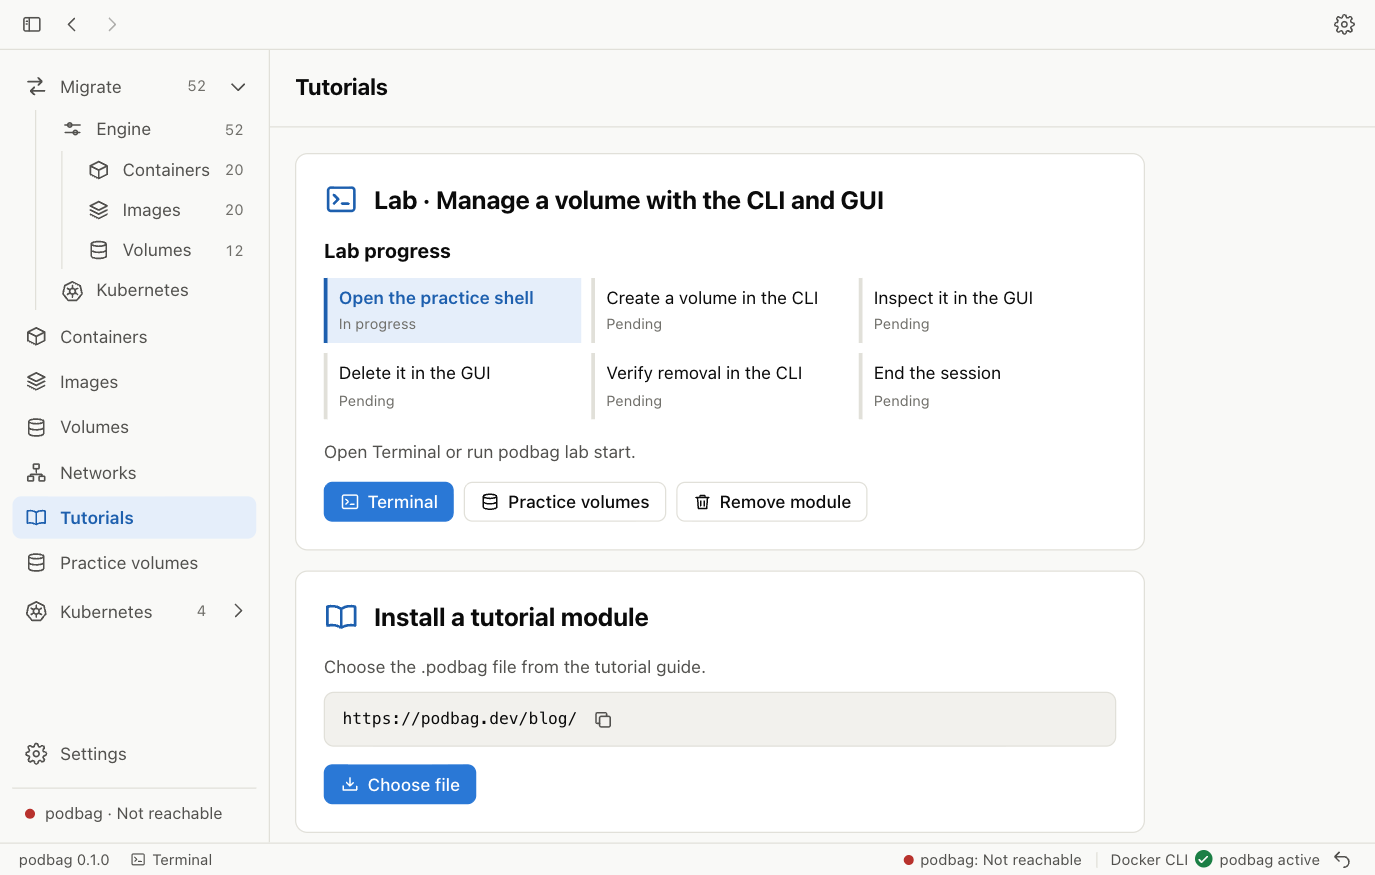 Migrate 52
Engine 52
Containers 20
Images 20
Volumes 12
Kubernetes
Containers
Images
Volumes
Networks
Tutorials
Practice volumes
Kubernetes 4
Settings
podbag · Not reachable
Tutorials
Lab · Manage a volume with the CLI and GUI
Lab progress
Open the practice shell
In progress
Create a volume in the CLI
Pending
Inspect it in the GUI
Pending
Delete it in the GUI
Pending
Verify removal in the CLI
Pending
End the session
Pending
Open Terminal or run podbag lab start.
Terminal
Practice volumes
Remove module
Install a tutorial module
Choose the .podbag file from the tutorial guide.
https://podbag.dev/blog/
Choose file
podbag 0.1.0 Terminal
podbag: Not reachable
Docker CLI podbag active